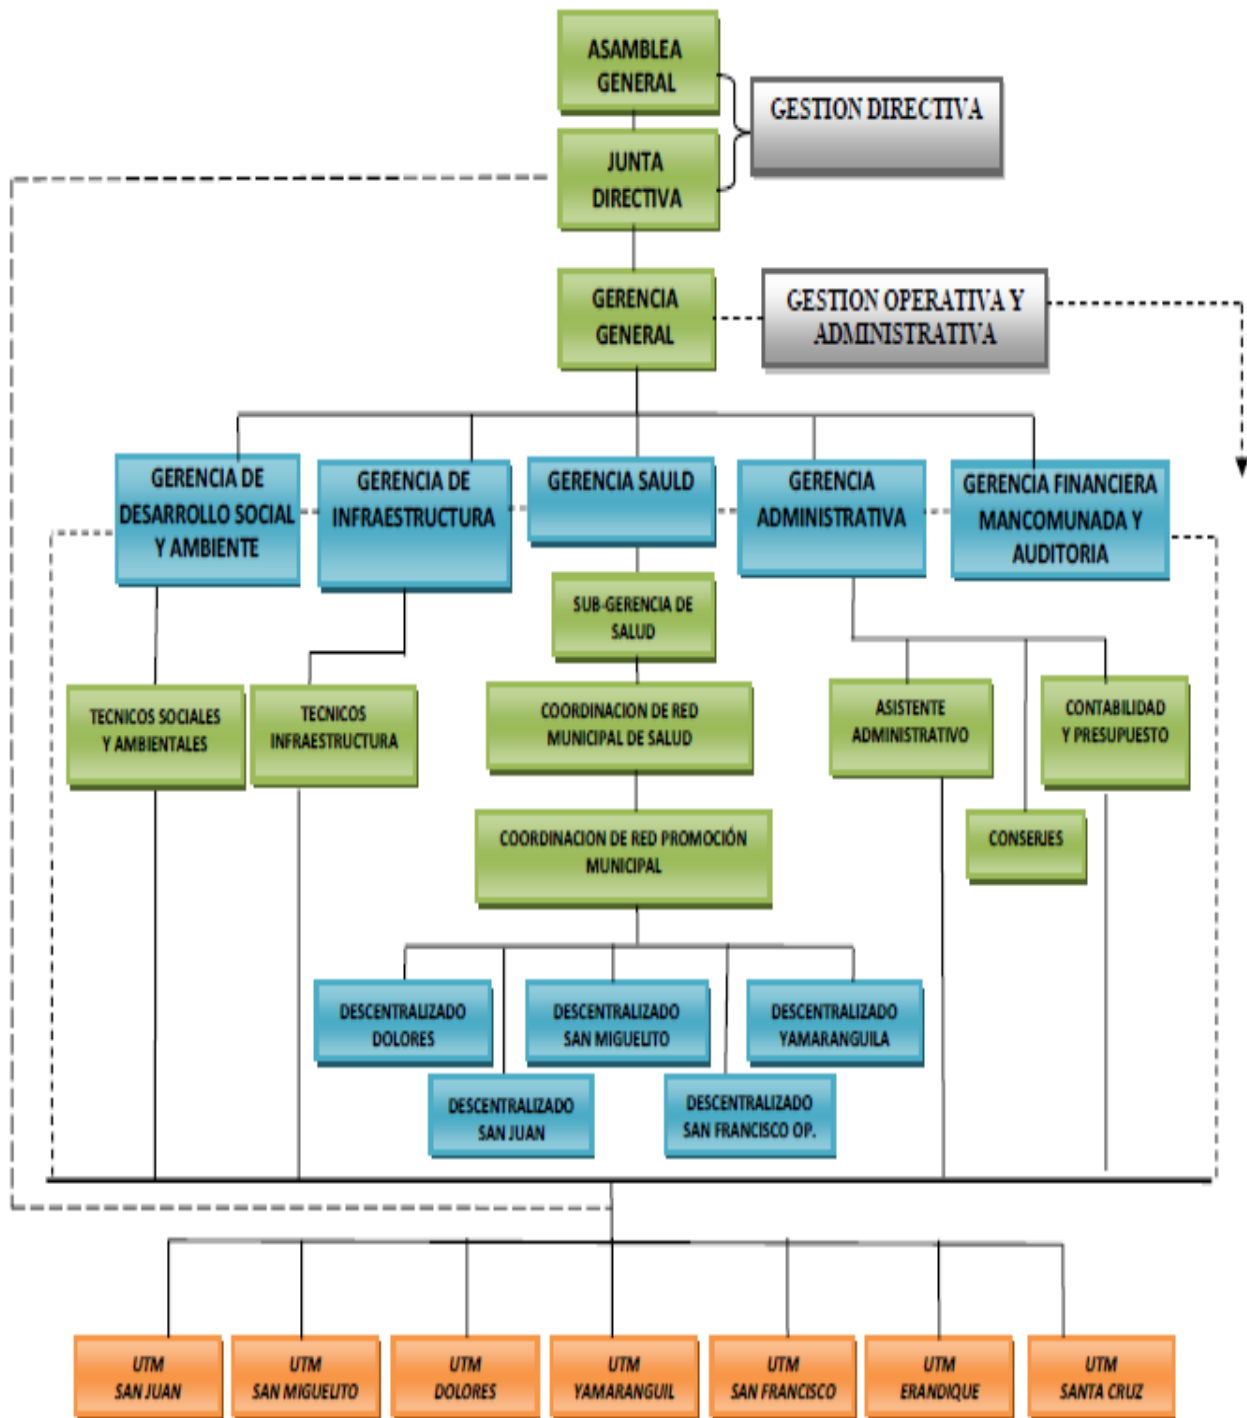 ASAMBLEA
GENERAL
GESTION DIRECTIVA
JUNTA
DIRECTIVA
GERENCIA
GENERAL
GESTION OPERATIVA Y
ADMINISTRATIVA
GERENCIA DE
DESARROLLO SOCIAL
Y AMBIENTE
GERENCIA DE
INFRAESTRUCTURA
GERENCIA SAULD
GERENCIA
ADMINISTRATIVA
GERENCIA FINANCIERA
MANCOMUNADA Y
AUDITORIA
SUB-GERENCIA DE
SALUD
TECNICOS SOCIALES
Y AMBIENTALES
TECNICOS
INFRAESTRUCTURA
COORDINACION DE RED
MUNICIPAL DE SALUD
ASISTENTE
ADMINISTRATIVO
CONTABILIDAD
Y PRESUPUESTO
COORDINACION DE RED PROMOCIÓN
MUNICIPAL
CONSERJES
DESCENTRALIZADO
DOLORES
DESCENTRALIZADO
SAN MIGUELITO
DESCENTRALIZADO
YAMARANGUILA
DESCENTRALIZADO
SAN JUAN
DESCENTRALIZADO
SAN FRANCISCO OP.
UTM
SAN JUAN
UTM
SAN MIGUELITO
UTM
DOLORES
UTM
YAMARANGUIL
UTM
SAN FRANCISCO
UTM
ERANDIQUE
UTM
SANTA CRUZ